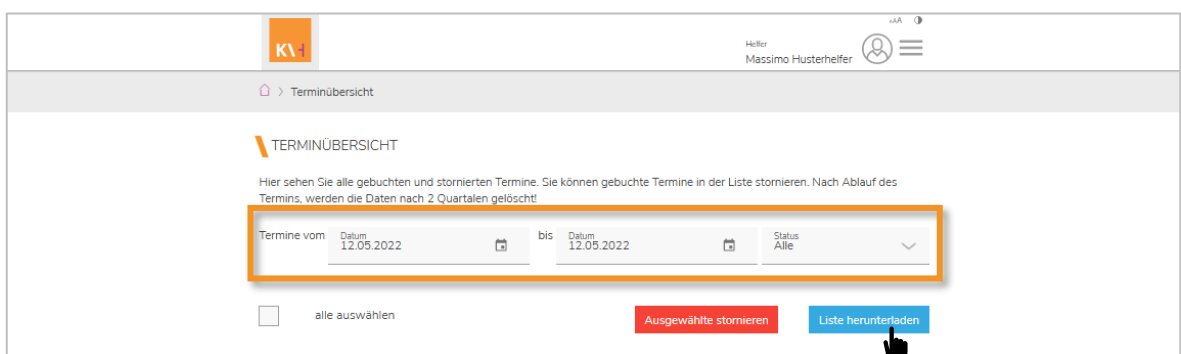 AAA
KVH
Helfer
Massimo Husterhelfer
> Terminübersicht
TERMINÜBERSICHT
Hier sehen Sie alle gebuchten und stornierten Termine. Sie können gebuchte Termine in der Liste stornieren. Nach Ablauf des
Termins, werden die Daten nach 2 Quartalen gelöscht!
Termine vom Datum 12.05.2022 bis Datum 12.05.2022 Status Alle
alle auswählen Ausgewählte stornieren Liste herunterladen